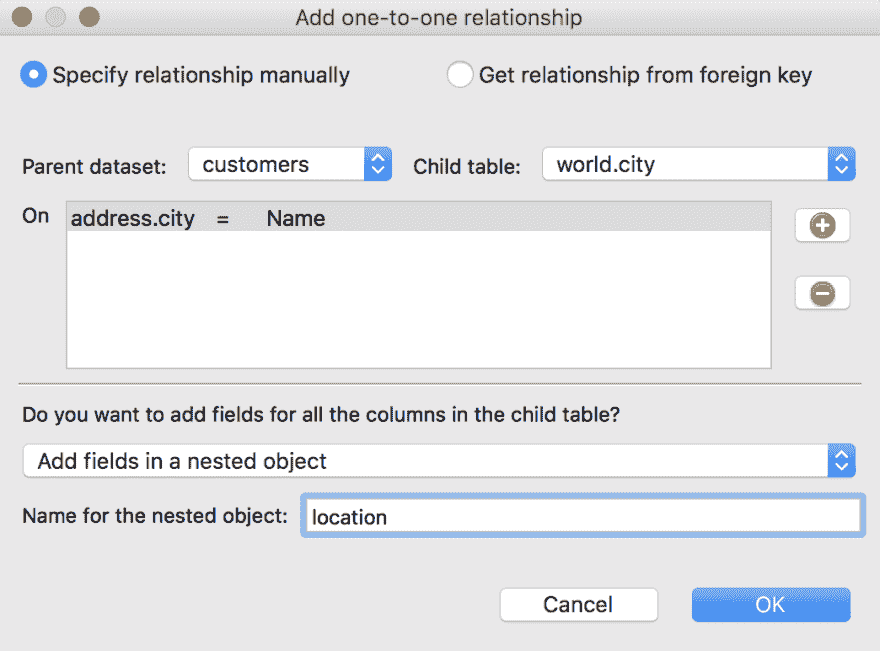 Add one-to-one relationship
Specify relationship manually Get relationship from foreign key
Parent dataset: customers Child table: world.city
On address.city = Name
Do you want to add fields for all the columns in the child table?
Add fields in a nested object
Name for the nested object: location
Cancel OK